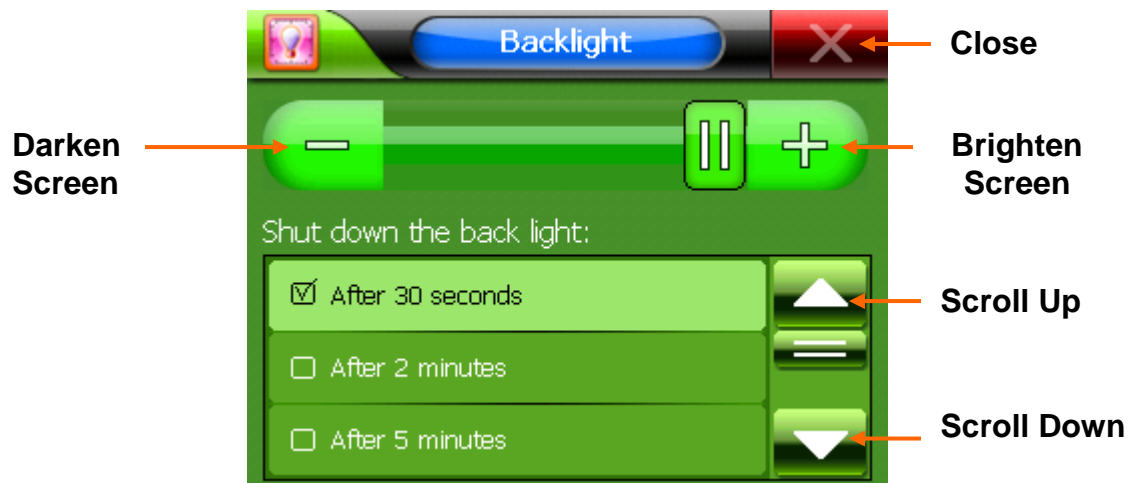 Backlight
Close
Darken
Screen
Brighten
Screen
Shut down the back light:
After 30 seconds
Scroll Up
After 2 minutes
After 5 minutes
Scroll Down